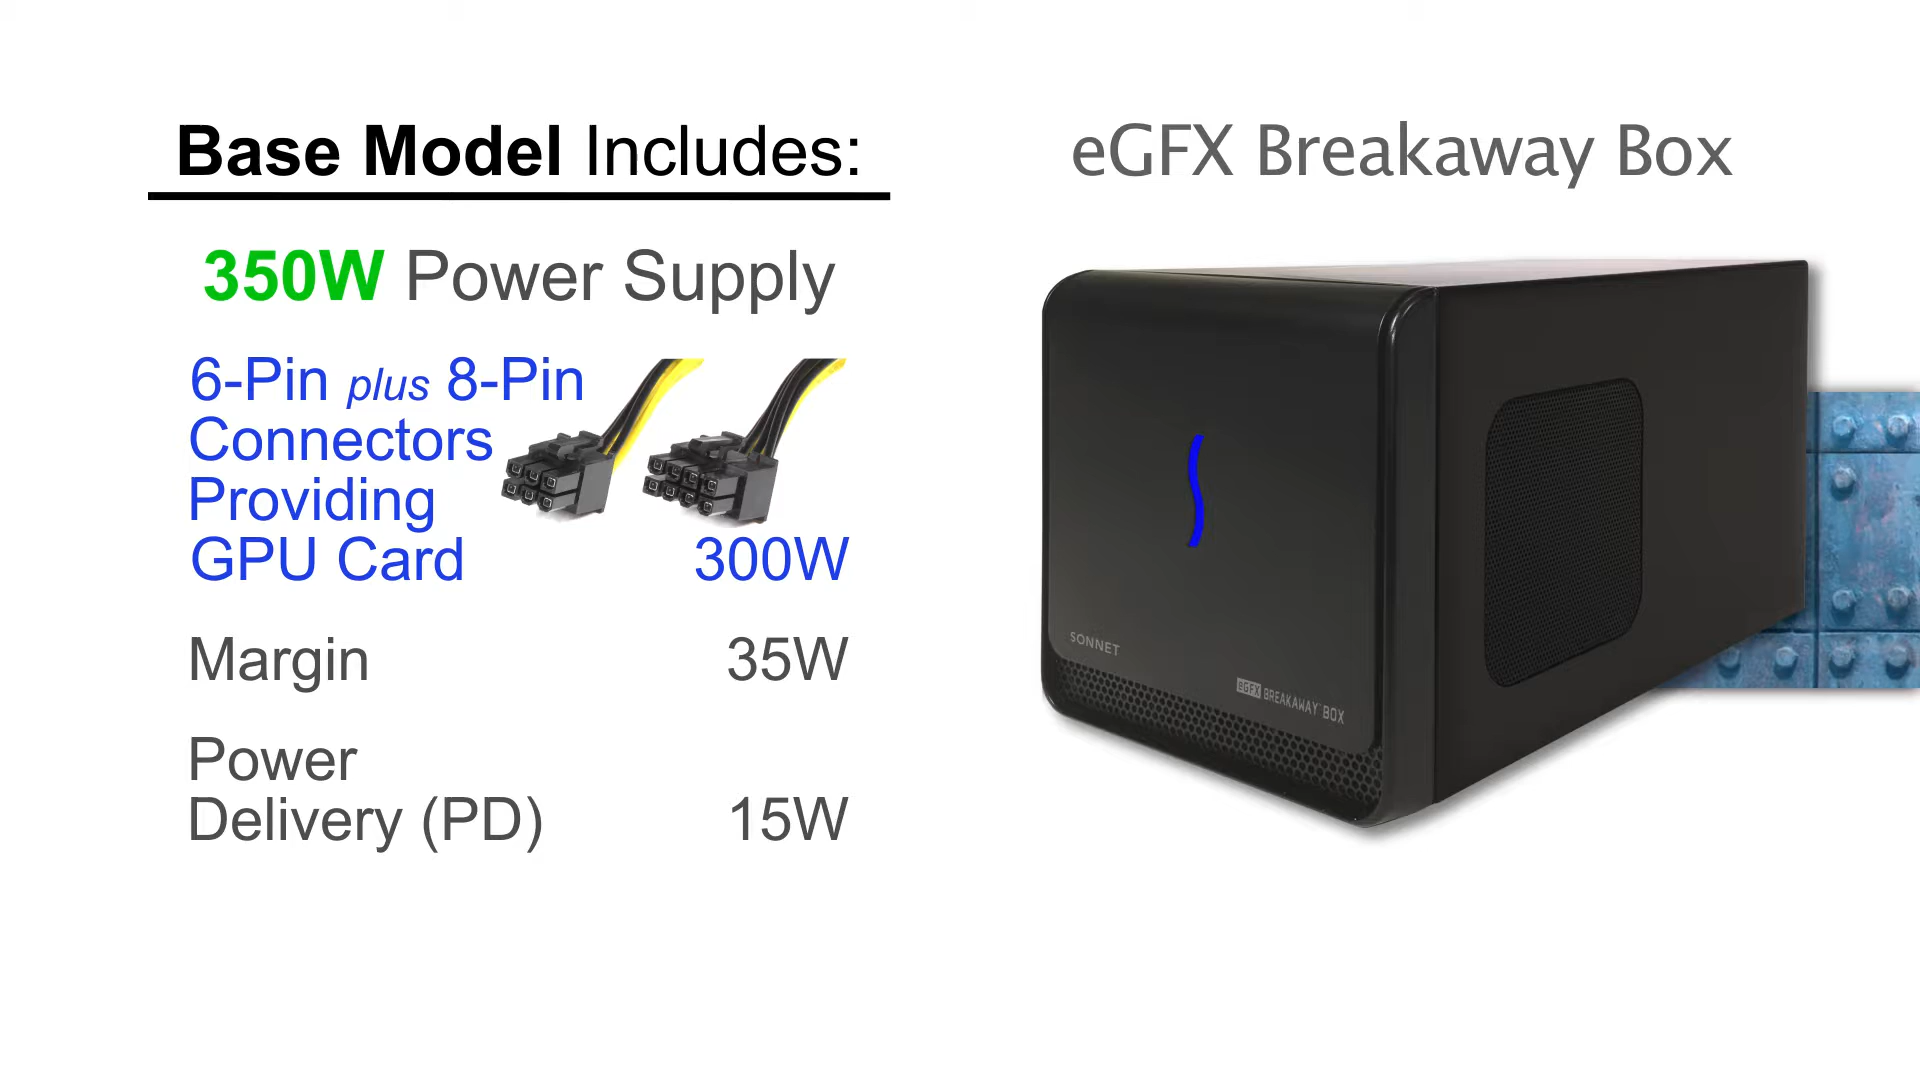 Base Model Includes:
350W Power Supply
6-Pin plus 8-Pin
Connectors
Providing
GPU Card 300W
Margin 35W
Power
Delivery (PD) 15W
eGFX Breakaway Box
SONNET
eGFX BREAKAWAY BOX